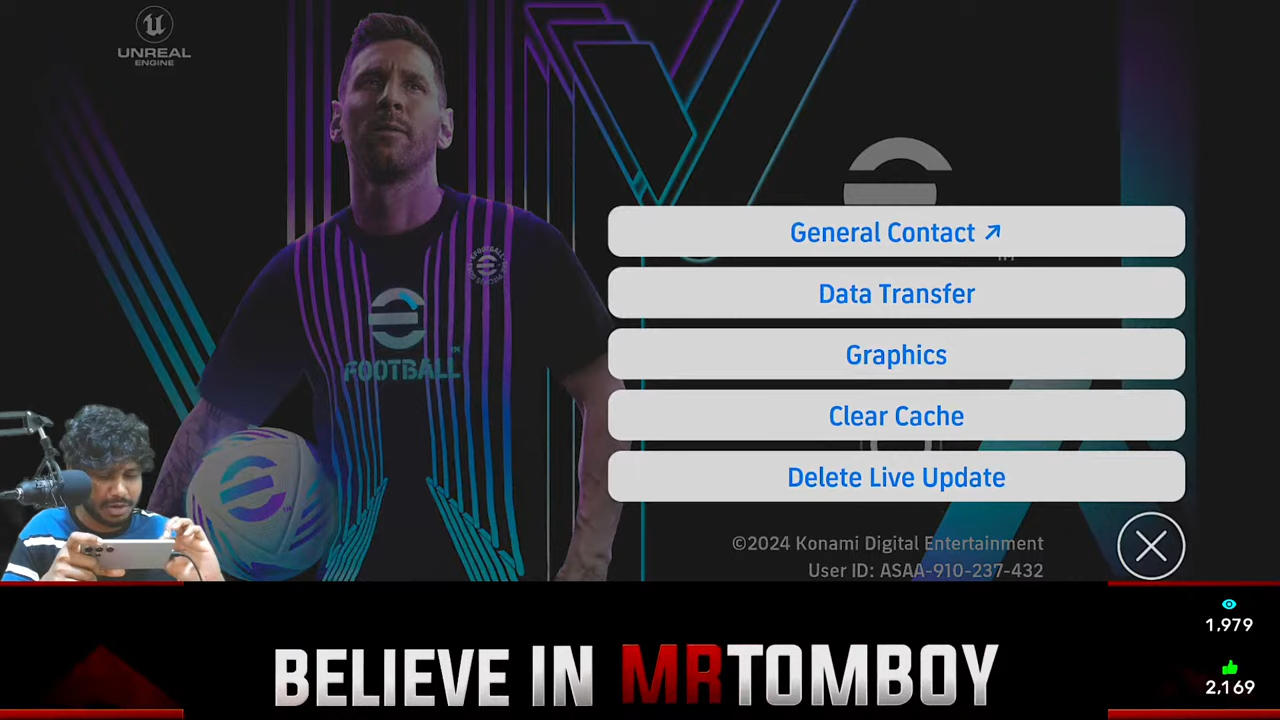 UNREAL
ENGINE
FOOTBALL™
General Contact ↗
Data Transfer
Graphics
Clear Cache
Delete Live Update
©2024 Konami Digital Entertainment
User ID: ASAA-910-237-432
BELIEVE IN MRTOMBOY
1,979
2,169